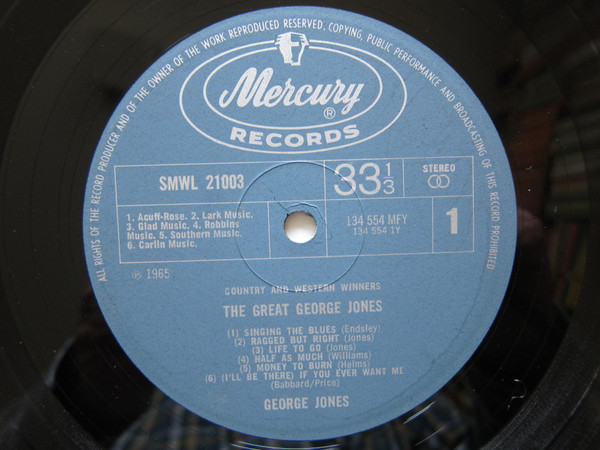 ALL RIGHTS OF THE RECORD PRODUCER AND OF THE OWNER OF THE WORK REPRODUCED RESERVED. COPYING, PUBLIC PERFORMANCE AND BROADCASTING OF THIS RECORD PROHIBITED
Mercury ®
RECORDS
SMWL 21003
33 1/3
STEREO
1. Acuff-Rose. 2. Lark Music.
3. Glad Music. 4. Robbins
Music. 5. Southern Music.
6. Carlin Music.
134 554 MFY
134 554 1Y
1
℗ 1965
COUNTRY AND WESTERN WINNERS
THE GREAT GEORGE JONES
(1) SINGING THE BLUES (Endsley)
(2) RAGGED BUT RIGHT (Jones)
(3) LIFE TO GO (Jones)
(4) HALF AS MUCH (Williams)
(5) MONEY TO BURN (Helms)
(6) (I'LL BE THERE) IF YOU EVER WANT ME
(Babbard/Price)
GEORGE JONES